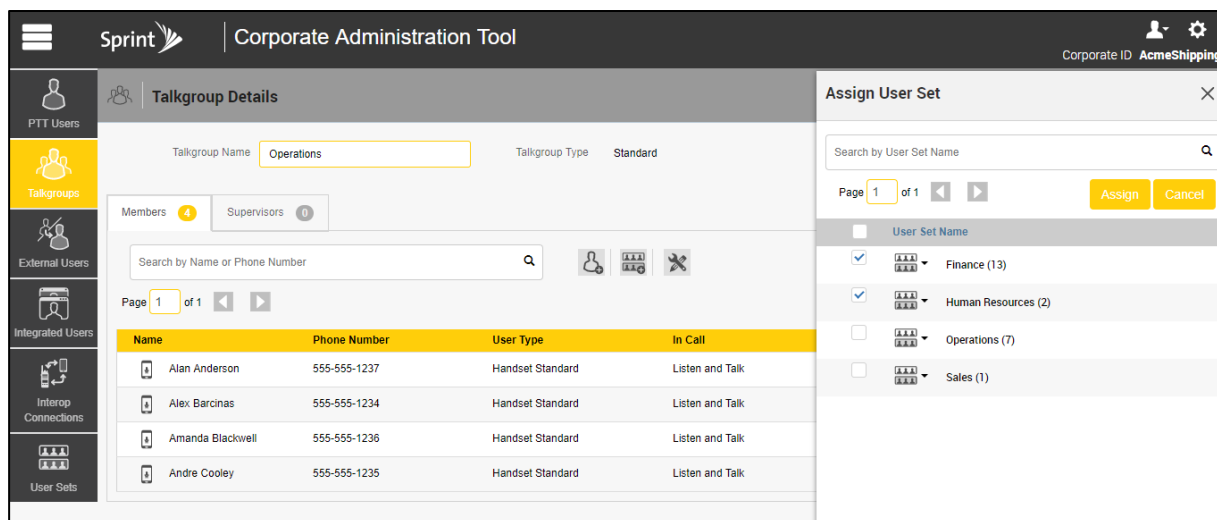 Sprint
Corporate Administration Tool
Corporate ID AcmeShipping
PTT Users
Talkgroups
External Users
Integrated Users
Interop
Connections
User Sets
Talkgroup Details
Talkgroup Name Operations Talkgroup Type Standard
Members 4 Supervisors 0
Search by Name or Phone Number
Page 1 of 1
Name Phone Number User Type In Call
Alan Anderson 555-555-1237 Handset Standard Listen and Talk
Alex Barcinas 555-555-1234 Handset Standard Listen and Talk
Amanda Blackwell 555-555-1236 Handset Standard Listen and Talk
Andre Cooley 555-555-1235 Handset Standard Listen and Talk
Assign User Set
Search by User Set Name
Page 1 of 1 Assign Cancel
User Set Name
Finance (13)
Human Resources (2)
Operations (7)
Sales (1)